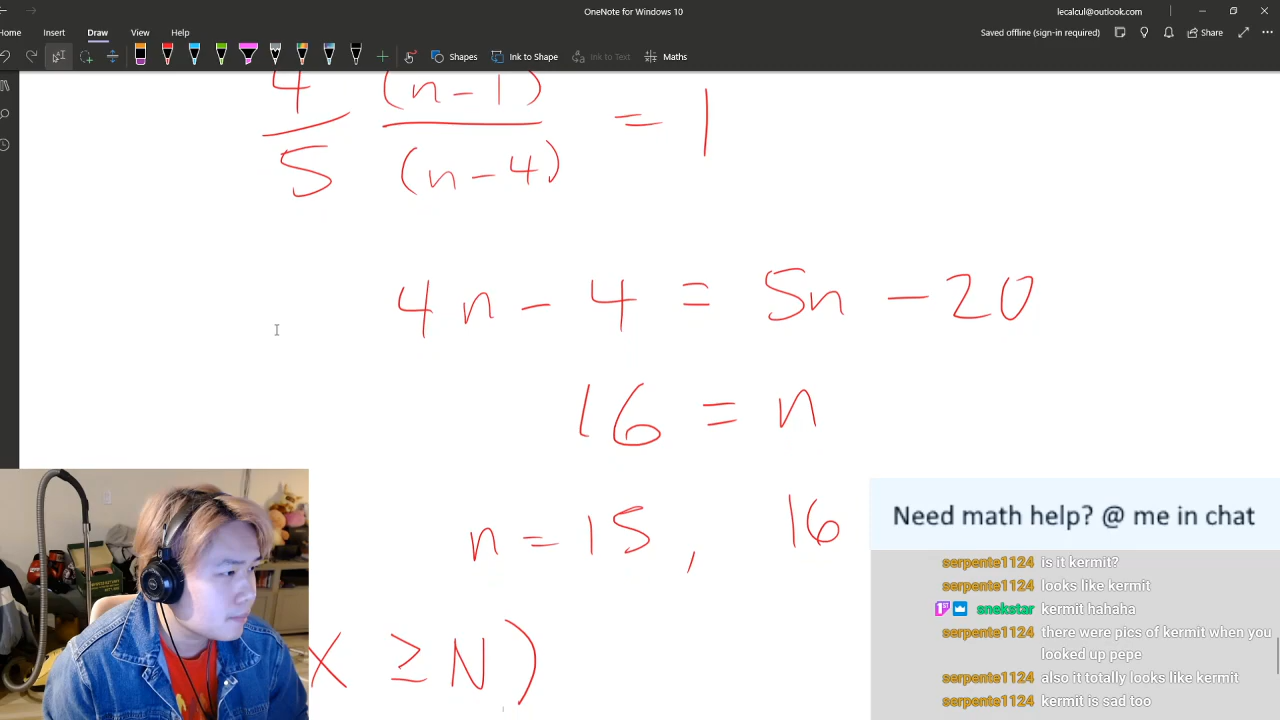 OneNote for Windows 10
lecalcul@outlook.com
Home Insert Draw View Help
Saved offline (sign-in required)
Share
Shapes Ink to Shape Ink to Text Maths
4/5 (n-1)/(n-4) = 1
4n - 4 = 5n - 20
16 = n
n = 15, 16
X ≥ N)
Need math help? @ me in chat
serpente1124 is it kermit?
serpente1124 looks like kermit
1ST snekstar kermit hahaha
serpente1124 there were pics of kermit when you
looked up pepe
serpente1124 also it totally looks like kermit
serpente1124 kermit is sad too